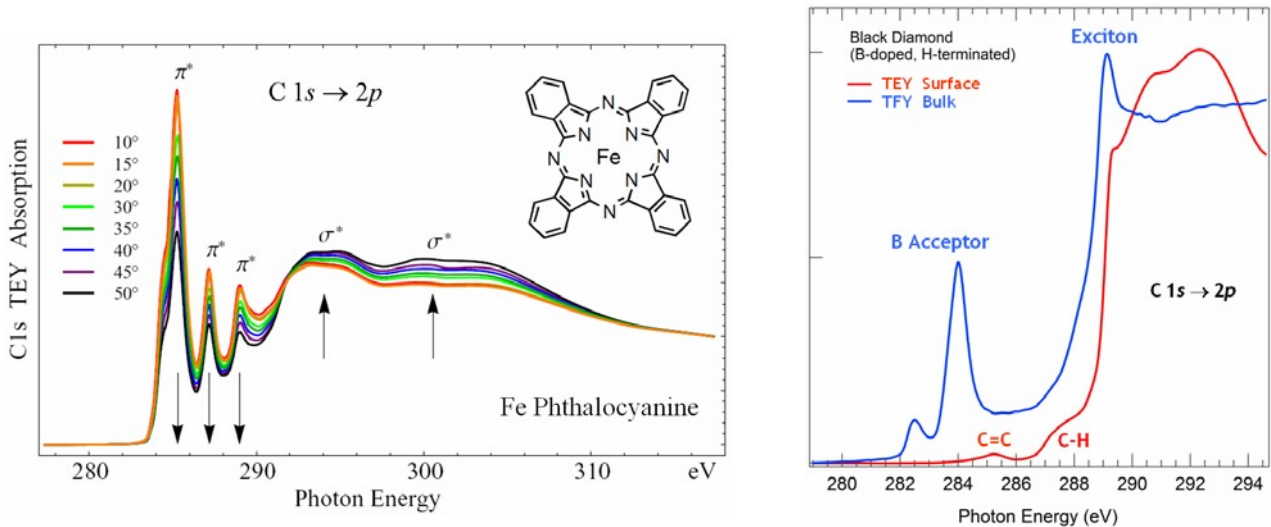 C1s TEY Absorption
π*
C 1s → 2p
10°
15°
20°
30°
35°
40°
45°
50°
π*
π*
σ*
σ*
N
N
N
N
Fe
N
N
N
N
Fe Phthalocyanine
280
290
300
310
eV
Photon Energy
Black Diamond
(B-doped, H-terminated)
TEY Surface
TFY Bulk
Exciton
B Acceptor
C 1s → 2p
C=C
C-H
280
282
284
286
288
290
292
294
Photon Energy (eV)